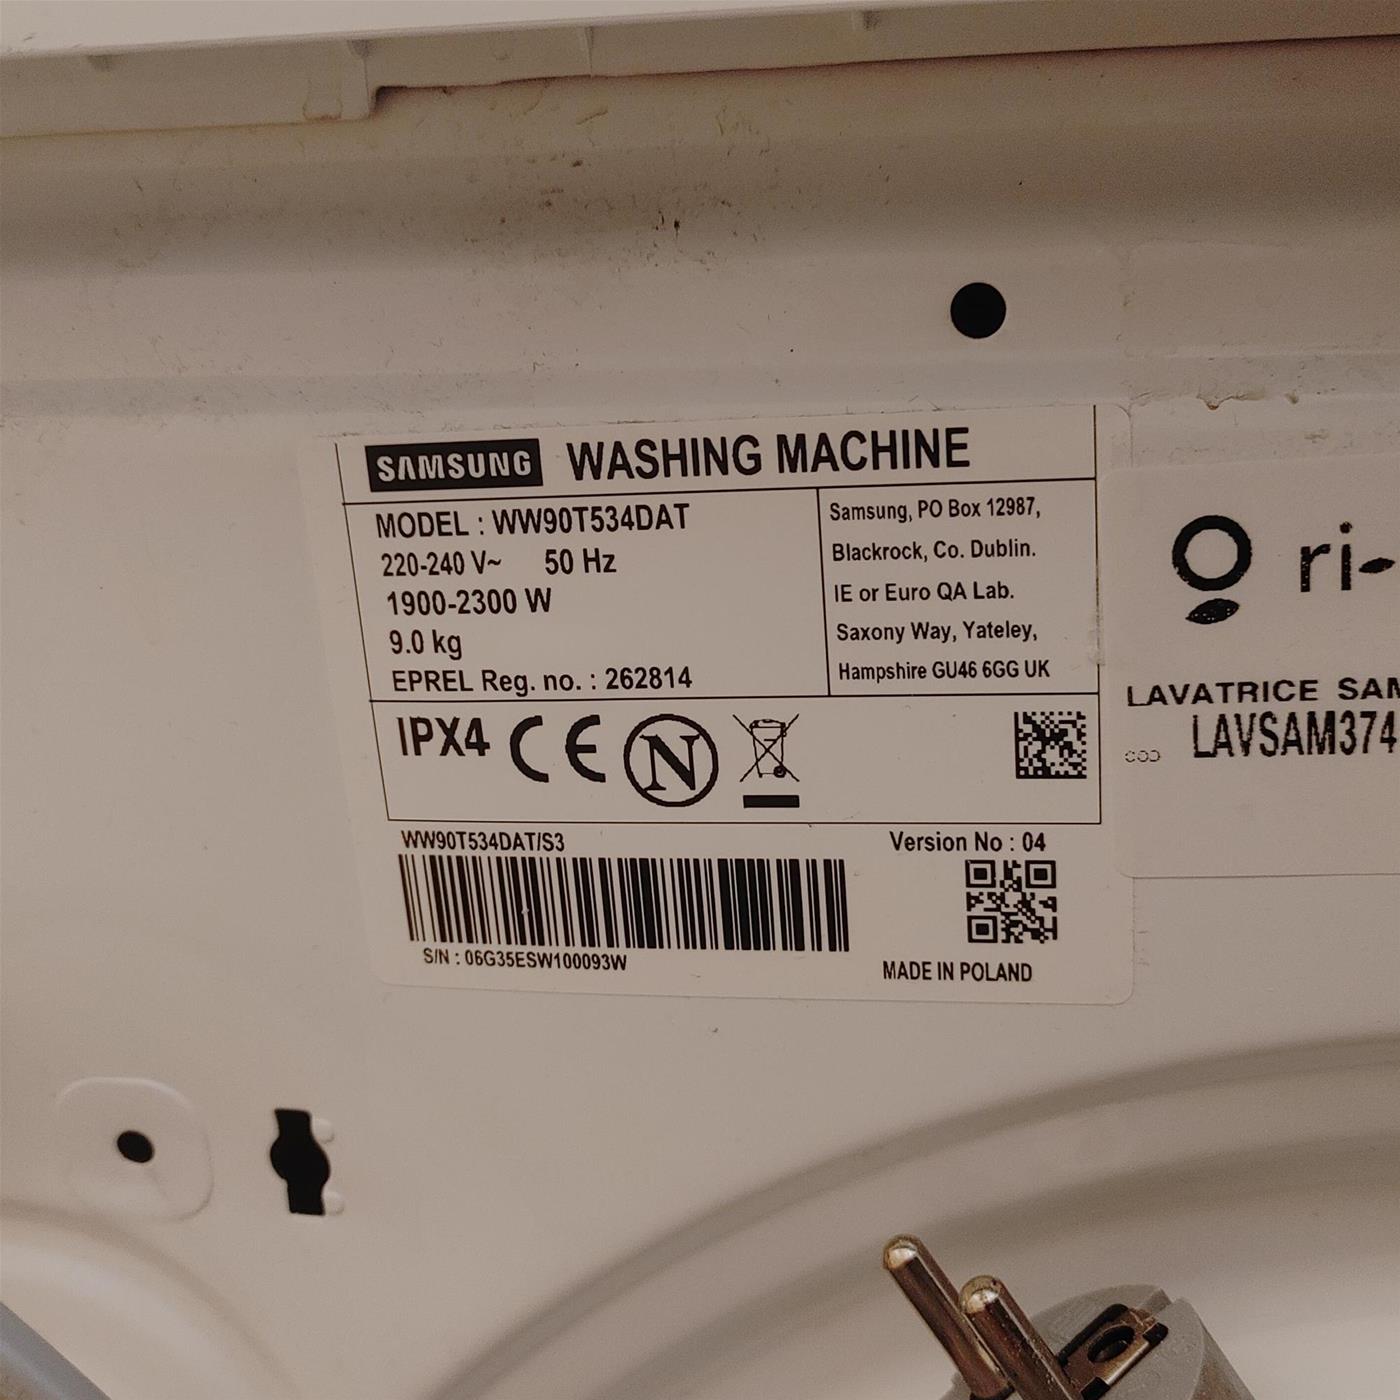 SAMSUNG WASHING MACHINE
MODEL : WW90T534DAT
220-240 V~ 50 Hz
1900-2300 W
9.0 kg
EPREL Reg. no. : 262814
Samsung, PO Box 12987,
Blackrock, Co. Dublin.
IE or Euro QA Lab.
Saxony Way, Yateley,
Hampshire GU46 6GG UK
IPX4 CE N
WW90T534DAT/S3
Version No : 04
S/N : 06G35ESW100093W
MADE IN POLAND
ri-
LAVATRICE SAM
COD LAVSAM374